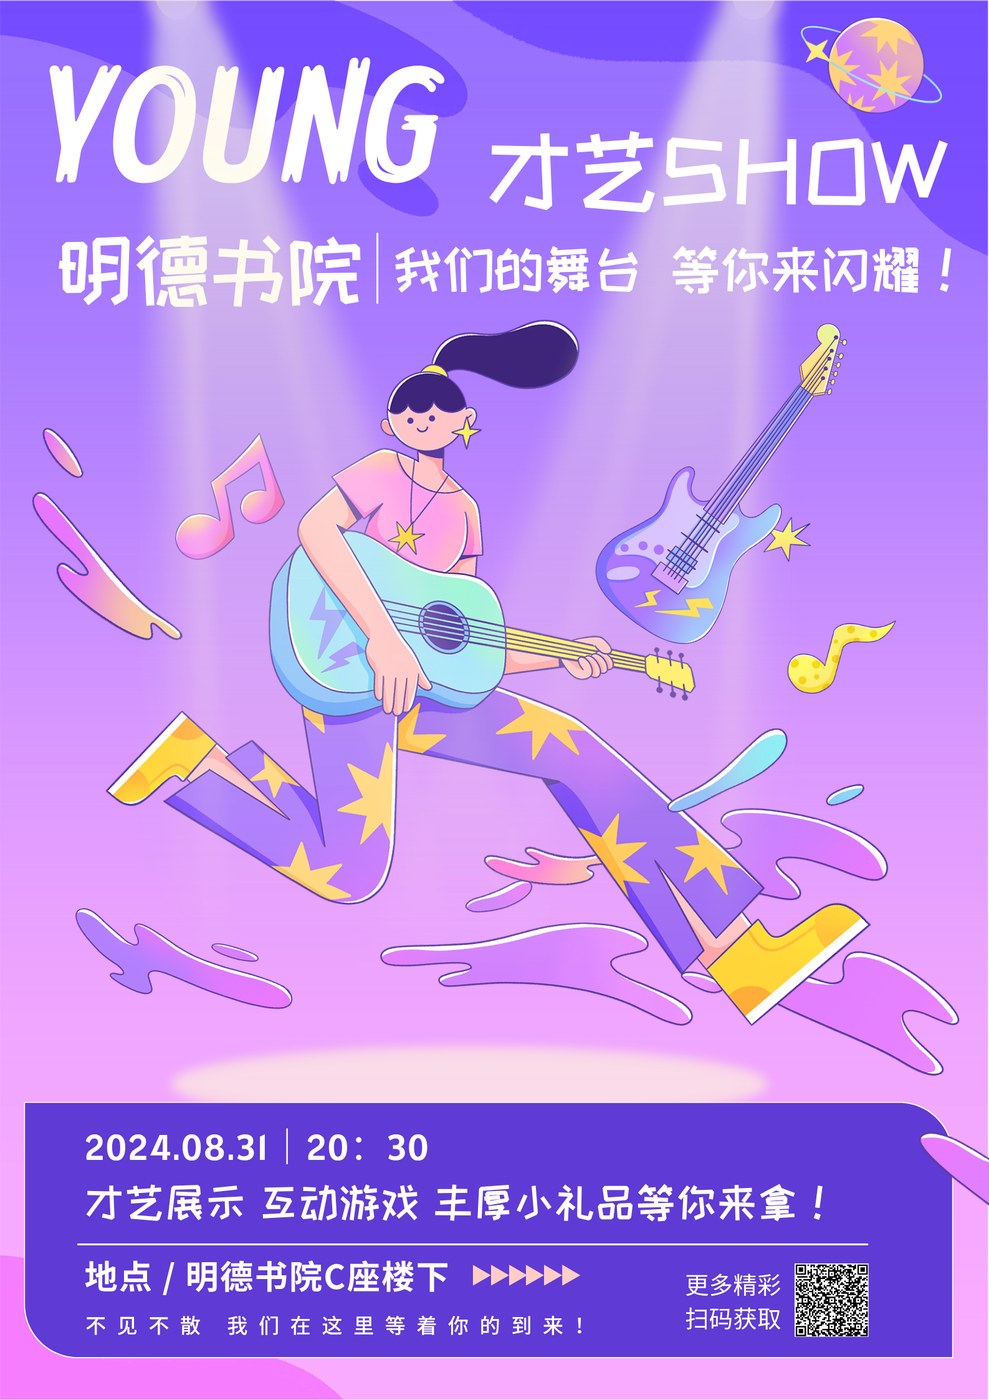 YOUNG
才艺SHOW
明德书院 我们的舞台 等你来闪耀！
2024.08.31 20：30
才艺展示 互动游戏 丰厚小礼品等你来拿！
地点 / 明德书院C座楼下
不见不散 我们在这里等着你的到来！
更多精彩
扫码获取